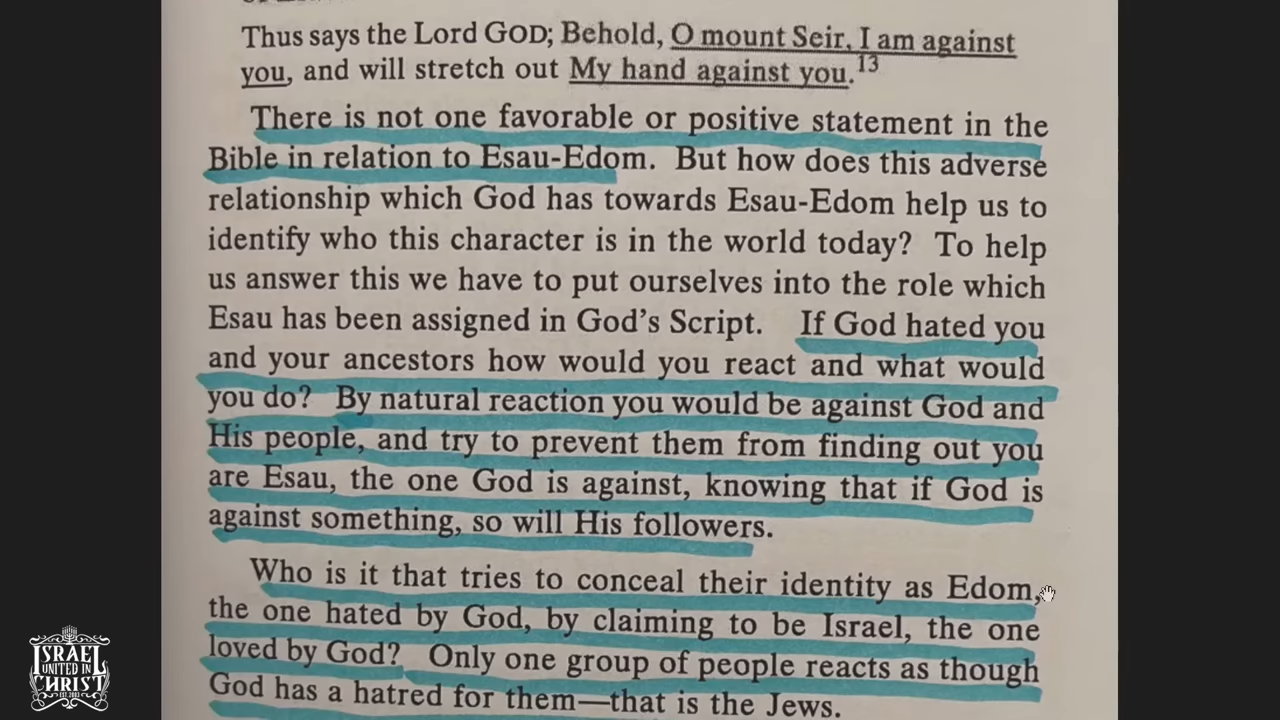 Thus says the Lord GOD; Behold, O mount Seir, I am against
you, and will stretch out My hand against you.13
There is not one favorable or positive statement in the
Bible in relation to Esau-Edom. But how does this adverse
relationship which God has towards Esau-Edom help us to
identify who this character is in the world today? To help
us answer this we have to put ourselves into the role which
Esau has been assigned in God's Script. If God hated you
and your ancestors how would you react and what would
you do? By natural reaction you would be against God and
His people, and try to prevent them from finding out you
are Esau, the one God is against, knowing that if God is
against something, so will His followers.
Who is it that tries to conceal their identity as Edom,
the one hated by God, by claiming to be Israel, the one
loved by God? Only one group of people reacts as though
God has a hatred for them—that is the Jews.
ISRAEL
UNITED IN
CHRIST
EST. 2003